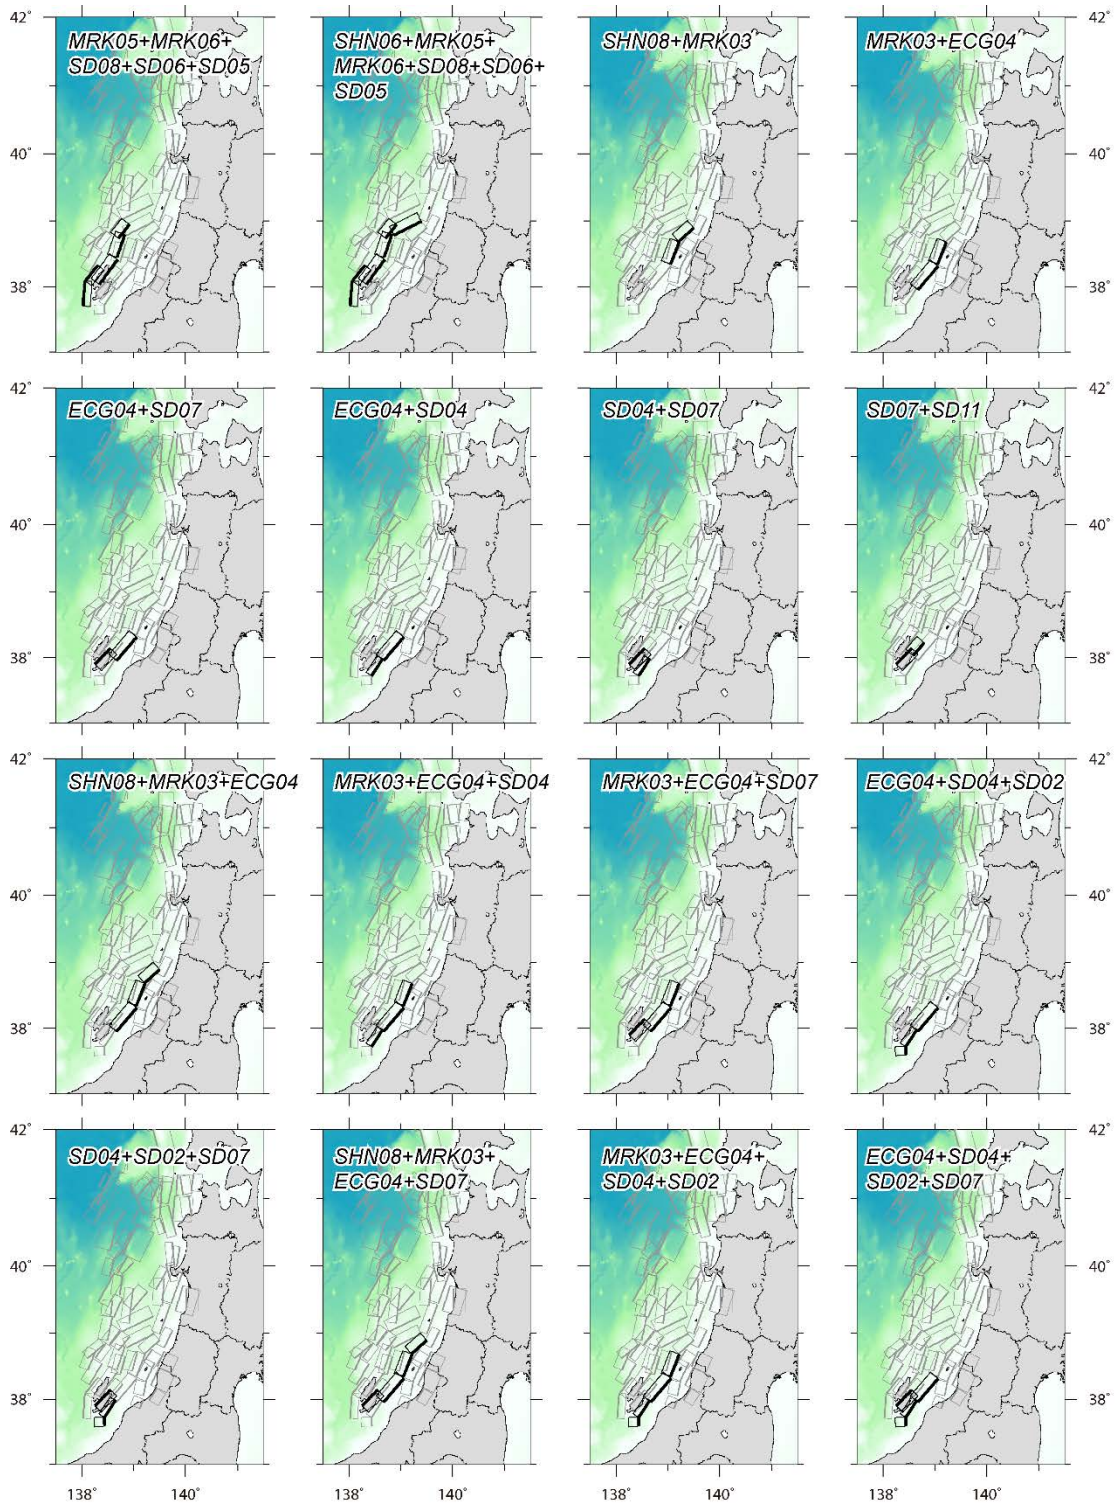 42˚
MRK05+MRK06+
SD08+SD06+SD05
SHN06+MRK05+
MRK06+SD08+SD06+
SD05
SHN08+MRK03
MRK03+ECG04
42˚
40˚
40˚
38˚
38˚
42˚
ECG04+SD07
ECG04+SD04
SD04+SD07
SD07+SD11
42˚
40˚
40˚
38˚
38˚
42˚
SHN08+MRK03+ECG04
MRK03+ECG04+SD04
MRK03+ECG04+SD07
ECG04+SD04+SD02
42˚
40˚
40˚
38˚
38˚
42˚
SD04+SD02+SD07
SHN08+MRK03+
ECG04+SD07
MRK03+ECG04+
SD04+SD02
ECG04+SD04+
SD02+SD07
42˚
40˚
40˚
38˚
38˚
138˚ 140˚ 138˚ 140˚ 138˚ 140˚ 138˚ 140˚